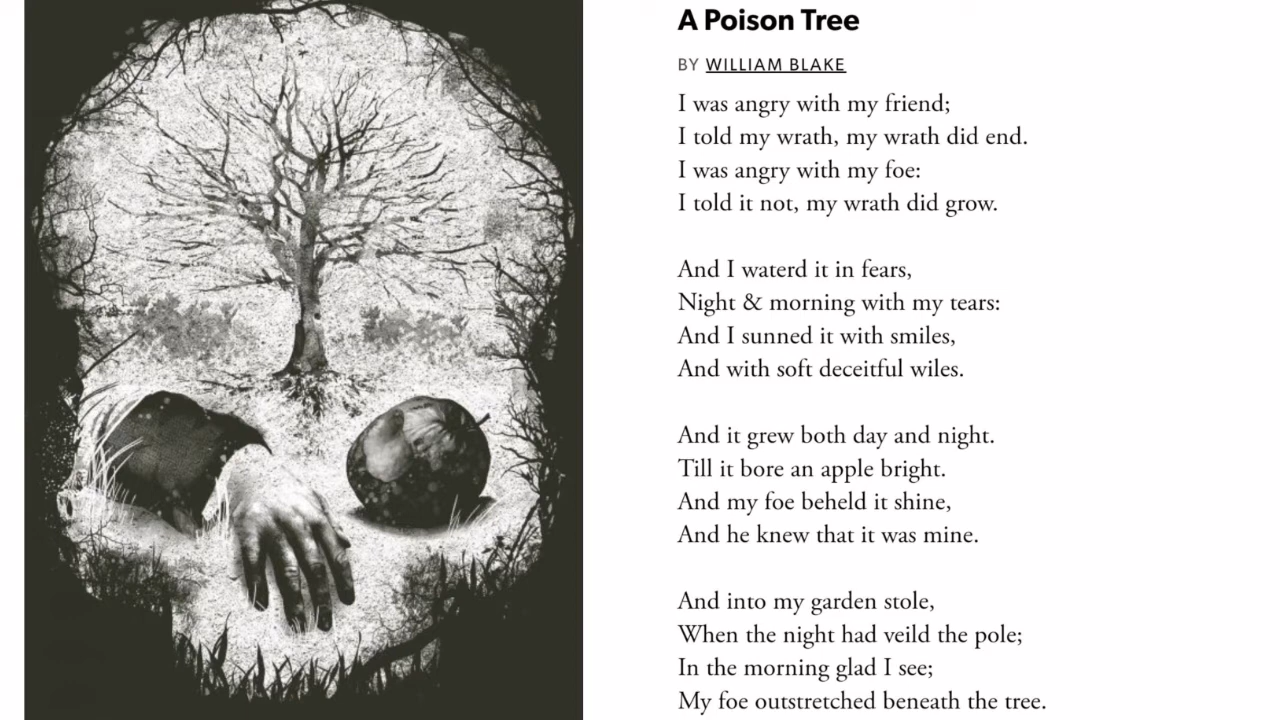 A Poison Tree
BY WILLIAM BLAKE
I was angry with my friend;
I told my wrath, my wrath did end.
I was angry with my foe:
I told it not, my wrath did grow.
And I waterd it in fears,
Night & morning with my tears:
And I sunned it with smiles,
And with soft deceitful wiles.
And it grew both day and night.
Till it bore an apple bright.
And my foe beheld it shine,
And he knew that it was mine.
And into my garden stole,
When the night had veild the pole;
In the morning glad I see;
My foe outstretched beneath the tree.